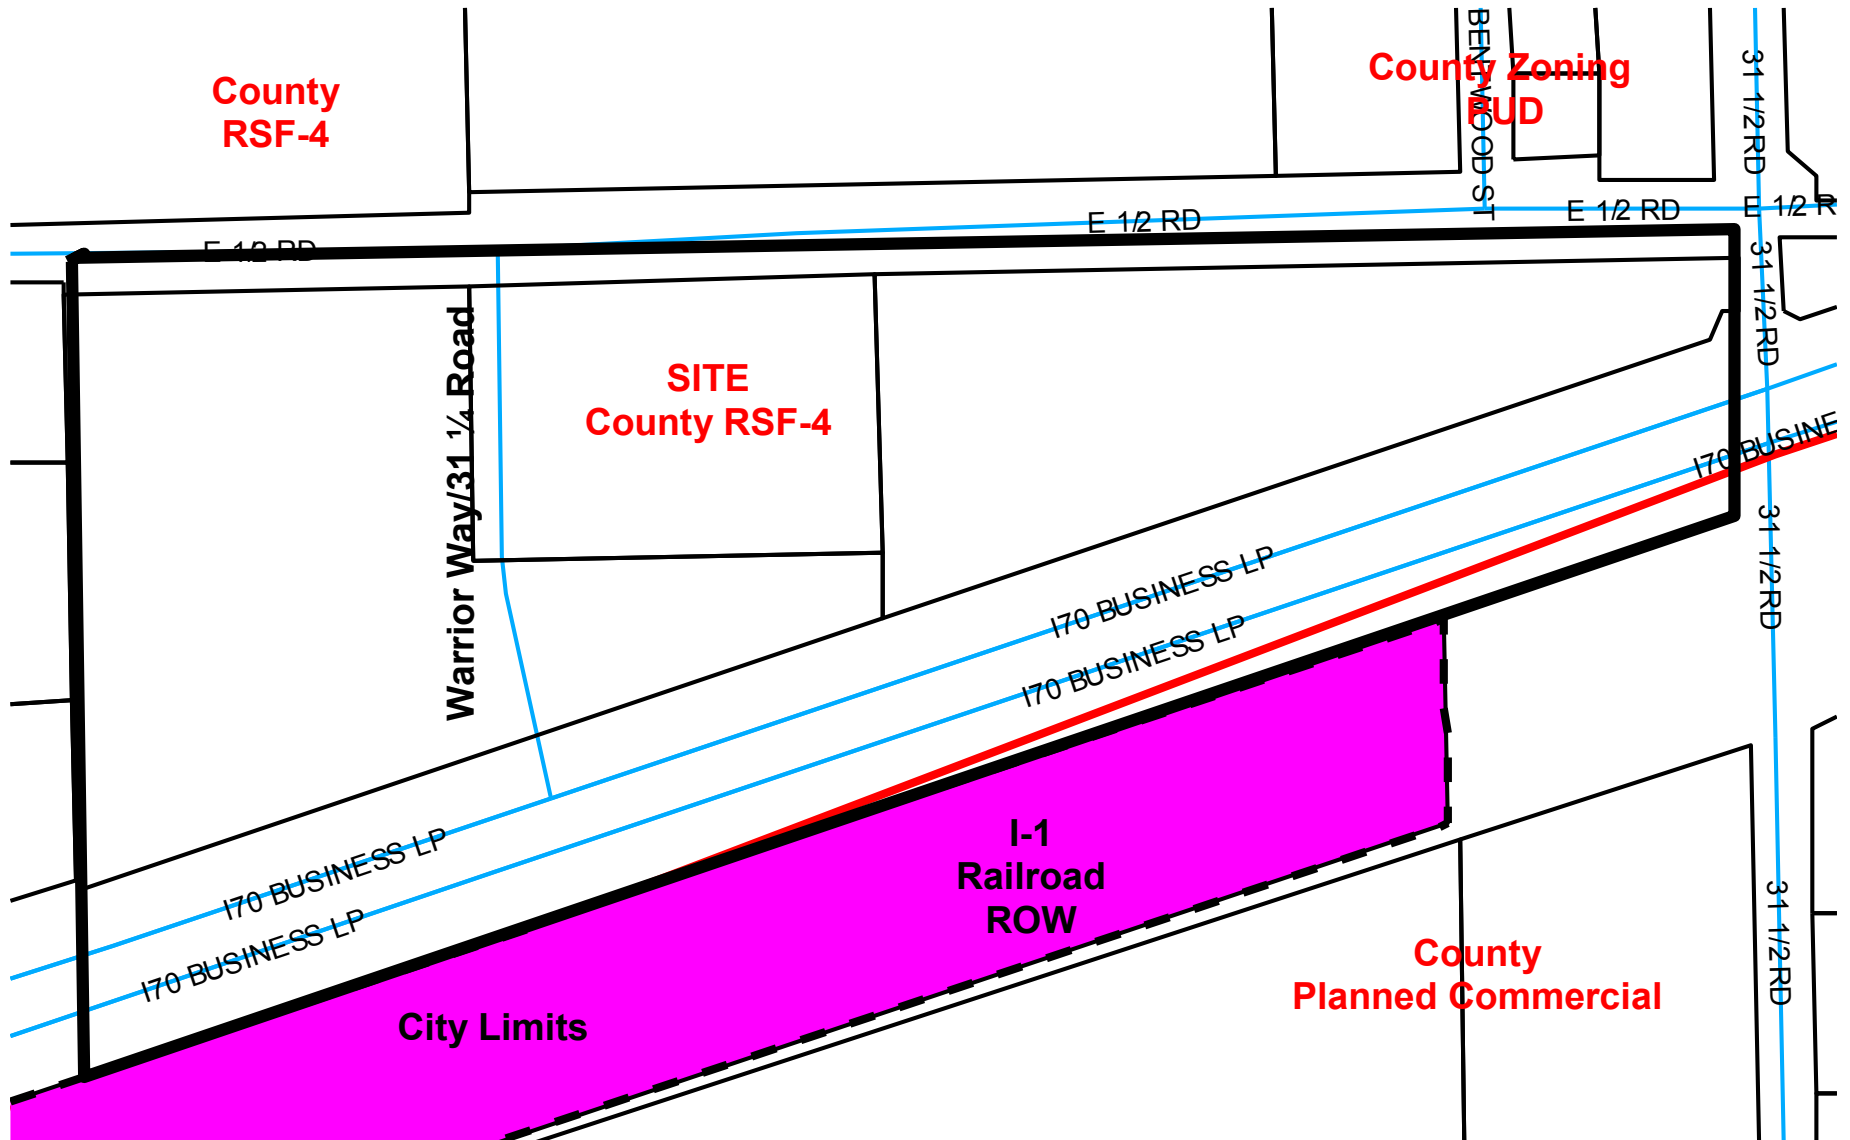 County
RSF-4
County Zoning
PUD
BENTWOOD ST
31 1/2 RD
E 1/2 RD
E 1/2 RD
E 1/2 RD
E 1/2 R
31 1/2 RD
Warrior Way/31 ¼ Road
SITE
County RSF-4
I70 BUSINE
I70 BUSINESS LP
I70 BUSINESS LP
31 1/2 RD
I-1
Railroad
ROW
I70 BUSINESS LP
I70 BUSINESS LP
City Limits
County
Planned Commercial
31 1/2 RD